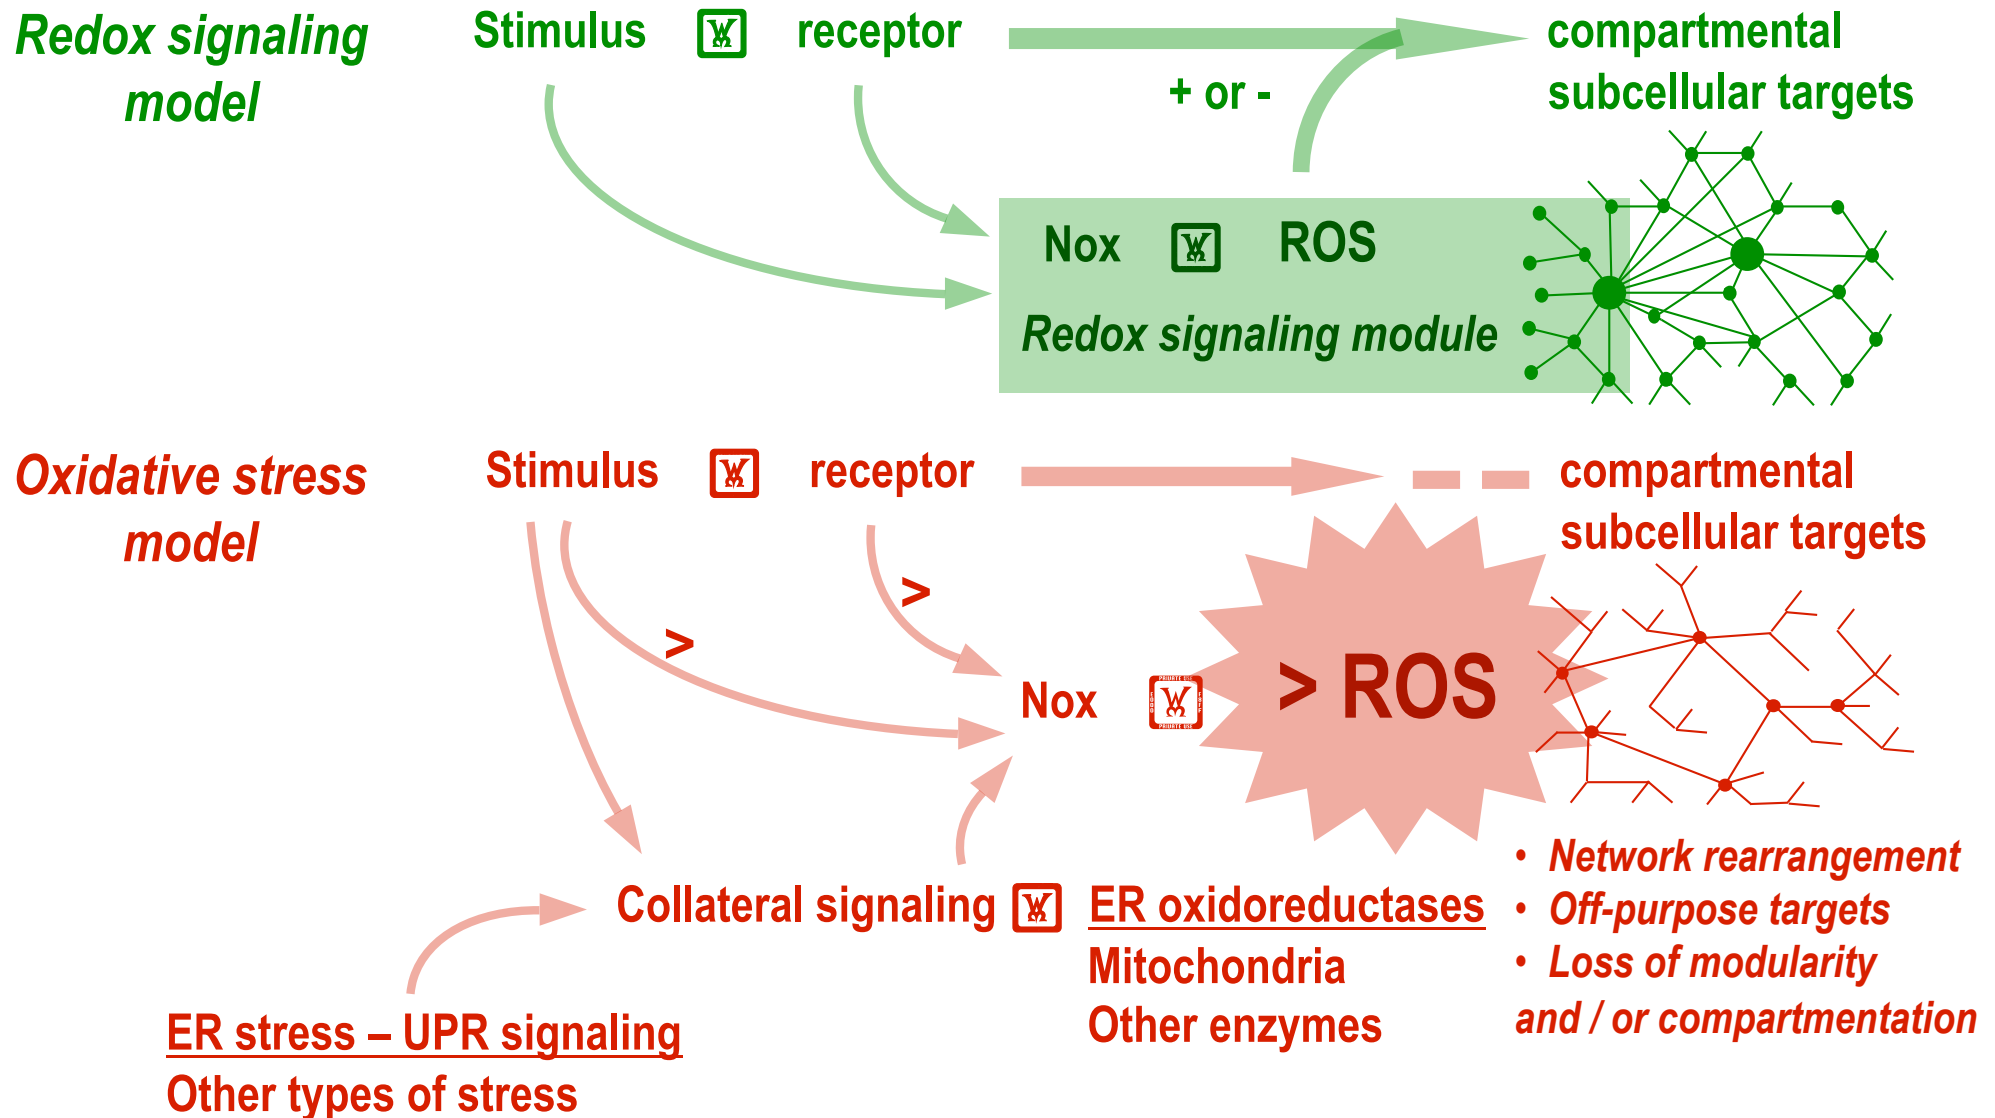 Redox signaling
model
Stimulus receptor
compartmental
subcellular targets
+ or -
Nox ROS
Redox signaling module
Oxidative stress
model
Stimulus receptor
compartmental
subcellular targets
>
>
Nox > ROS
Collateral signaling
ER oxidoreductases
Mitochondria
Other enzymes
ER stress – UPR signaling
Other types of stress
• Network rearrangement
• Off-purpose targets
• Loss of modularity
and / or compartmentation